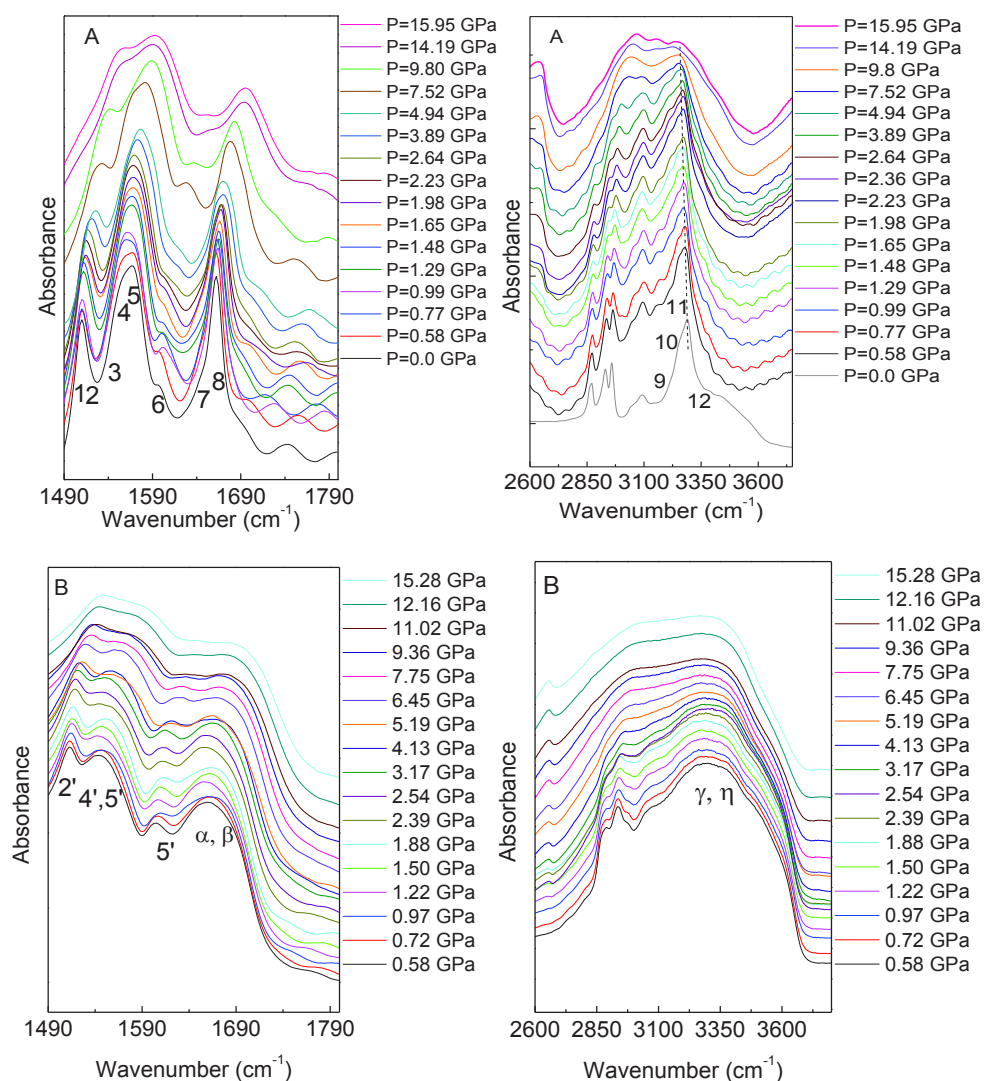 A
P=15.95 GPa
P=14.19 GPa
P=9.80 GPa
P=7.52 GPa
P=4.94 GPa
P=3.89 GPa
P=2.64 GPa
P=2.23 GPa
P=1.98 GPa
P=1.65 GPa
P=1.48 GPa
P=1.29 GPa
P=0.99 GPa
P=0.77 GPa
P=0.58 GPa
P=0.0 GPa
Absorbance
5
4
12 3
6
7 8
1490 1590 1690 1790
Wavenumber (cm-1)
A
P=15.95 GPa
P=14.19 GPa
P=9.8 GPa
P=7.52 GPa
P=4.94 GPa
P=3.89 GPa
P=2.64 GPa
P=2.36 GPa
P=2.23 GPa
P=1.98 GPa
P=1.65 GPa
P=1.48 GPa
P=1.29 GPa
P=0.99 GPa
P=0.77 GPa
P=0.58 GPa
P=0.0 GPa
Absorbance
11
10
9
12
2600 2850 3100 3350 3600
Wavenumber (cm-1)
B
15.28 GPa
12.16 GPa
11.02 GPa
9.36 GPa
7.75 GPa
6.45 GPa
5.19 GPa
4.13 GPa
3.17 GPa
2.54 GPa
2.39 GPa
1.88 GPa
1.50 GPa
1.22 GPa
0.97 GPa
0.72 GPa
0.58 GPa
Absorbance
2' 4',5'
5'
α, β
1490 1590 1690 1790
Wavenumber (cm-1)
B
15.28 GPa
12.16 GPa
11.02 GPa
9.36 GPa
7.75 GPa
6.45 GPa
5.19 GPa
4.13 GPa
3.17 GPa
2.54 GPa
2.39 GPa
1.88 GPa
1.50 GPa
1.22 GPa
0.97 GPa
0.72 GPa
0.58 GPa
Absorbance
γ, η
2600 2850 3100 3350 3600
Wavenumber (cm-1)